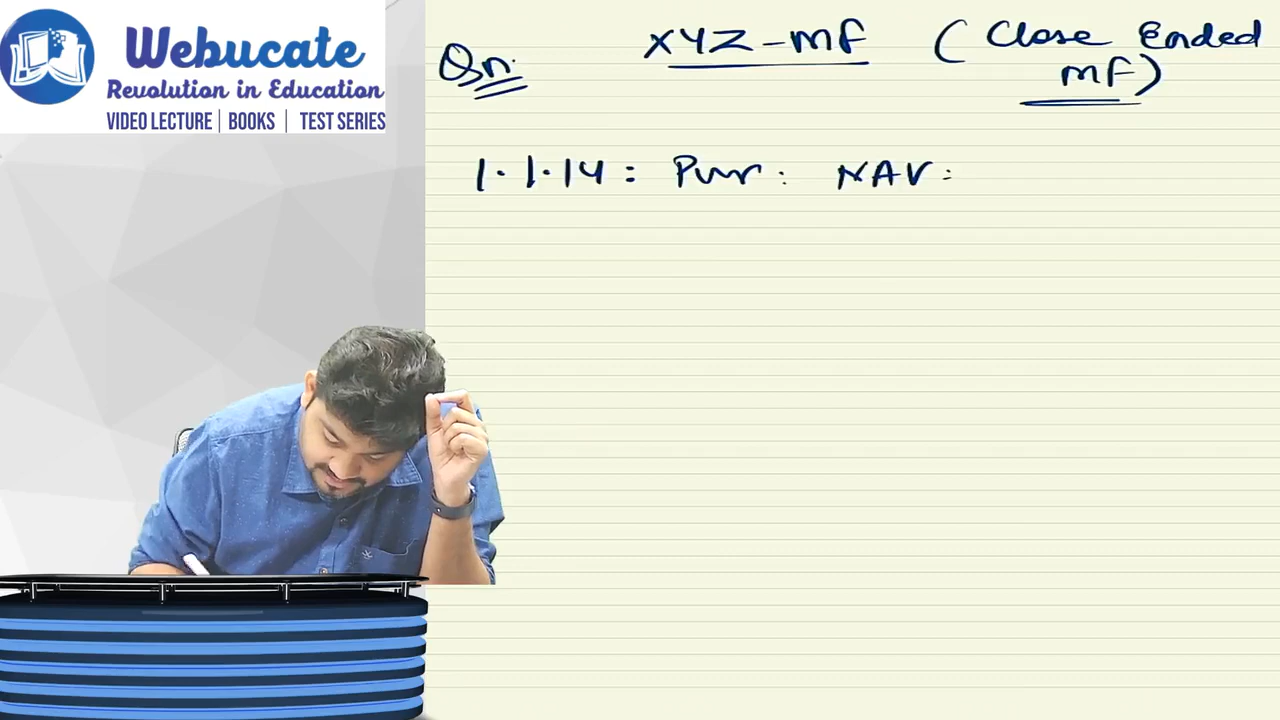 Webucate
Revolution in Education
VIDEO LECTURE | BOOKS | TEST SERIES
Qn. XYZ-MF (Close Ended
MF)
1.1.14: Pur: NAV: